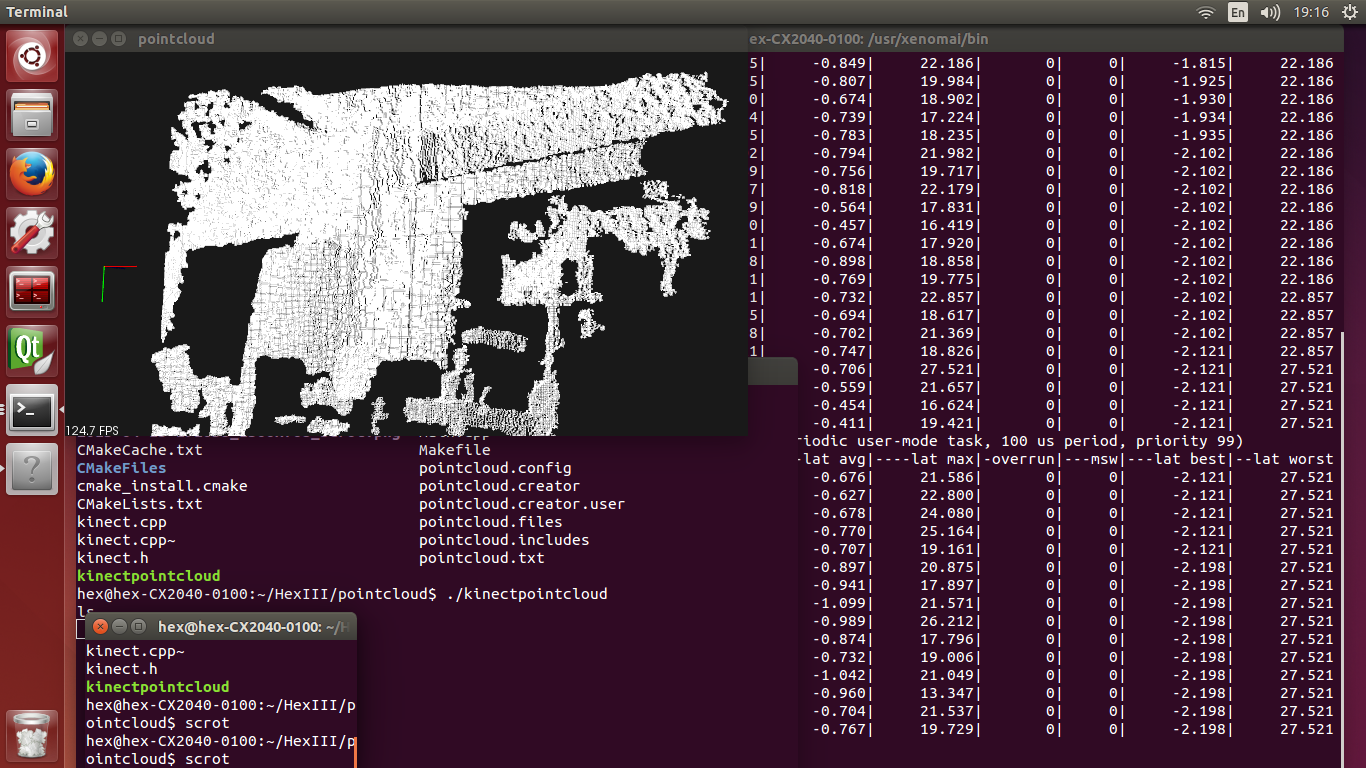 Terminal
En
19:16
pointcloud
124.7 FPS
ex-CX2040-0100: /usr/xenomai/bin
5| -0.849| 22.186| 0| 0| -1.815| 22.186
5| -0.807| 19.984| 0| 0| -1.925| 22.186
0| -0.674| 18.902| 0| 0| -1.930| 22.186
4| -0.739| 17.224| 0| 0| -1.934| 22.186
5| -0.783| 18.235| 0| 0| -1.935| 22.186
2| -0.794| 21.982| 0| 0| -2.102| 22.186
9| -0.756| 19.717| 0| 0| -2.102| 22.186
7| -0.818| 22.179| 0| 0| -2.102| 22.186
9| -0.564| 17.831| 0| 0| -2.102| 22.186
0| -0.457| 16.419| 0| 0| -2.102| 22.186
1| -0.674| 17.920| 0| 0| -2.102| 22.186
8| -0.898| 18.858| 0| 0| -2.102| 22.186
1| -0.769| 19.775| 0| 0| -2.102| 22.186
1| -0.732| 22.857| 0| 0| -2.102| 22.857
5| -0.694| 18.617| 0| 0| -2.102| 22.857
8| -0.702| 21.369| 0| 0| -2.102| 22.857
1| -0.747| 18.826| 0| 0| -2.121| 22.857
-0.706| 27.521| 0| 0| -2.121| 27.521
-0.559| 21.657| 0| 0| -2.121| 27.521
-0.454| 16.624| 0| 0| -2.121| 27.521
-0.411| 19.421| 0| 0| -2.121| 27.521
riodic user-mode task, 100 us period, priority 99)
-lat avg|----lat max|-overrun|---msw|---lat best|--lat worst
-0.676| 21.586| 0| 0| -2.121| 27.521
-0.627| 22.800| 0| 0| -2.121| 27.521
-0.678| 24.080| 0| 0| -2.121| 27.521
-0.770| 25.164| 0| 0| -2.121| 27.521
-0.707| 19.161| 0| 0| -2.121| 27.521
-0.897| 20.875| 0| 0| -2.198| 27.521
-0.941| 17.897| 0| 0| -2.198| 27.521
-1.099| 21.571| 0| 0| -2.198| 27.521
-0.989| 26.212| 0| 0| -2.198| 27.521
-0.874| 17.796| 0| 0| -2.198| 27.521
-0.732| 19.006| 0| 0| -2.198| 27.521
-1.042| 21.049| 0| 0| -2.198| 27.521
-0.960| 13.347| 0| 0| -2.198| 27.521
-0.704| 21.537| 0| 0| -2.198| 27.521
-0.767| 19.729| 0| 0| -2.198| 27.521
CMakeCache.txt Makefile
CMakeFiles pointcloud.config
cmake_install.cmake pointcloud.creator
CMakeLists.txt pointcloud.creator.user
kinect.cpp pointcloud.files
kinect.cpp~ pointcloud.includes
kinect.h pointcloud.txt
kinectpointcloud
hex@hex-CX2040-0100:~/HexIII/pointcloud$ ./kinectpointcloud
ls
hex@hex-CX2040-0100: ~/H
kinect.cpp~
kinect.h
kinectpointcloud
hex@hex-CX2040-0100:~/HexIII/p
ointcloud$ scrot
hex@hex-CX2040-0100:~/HexIII/p
ointcloud$ scrot